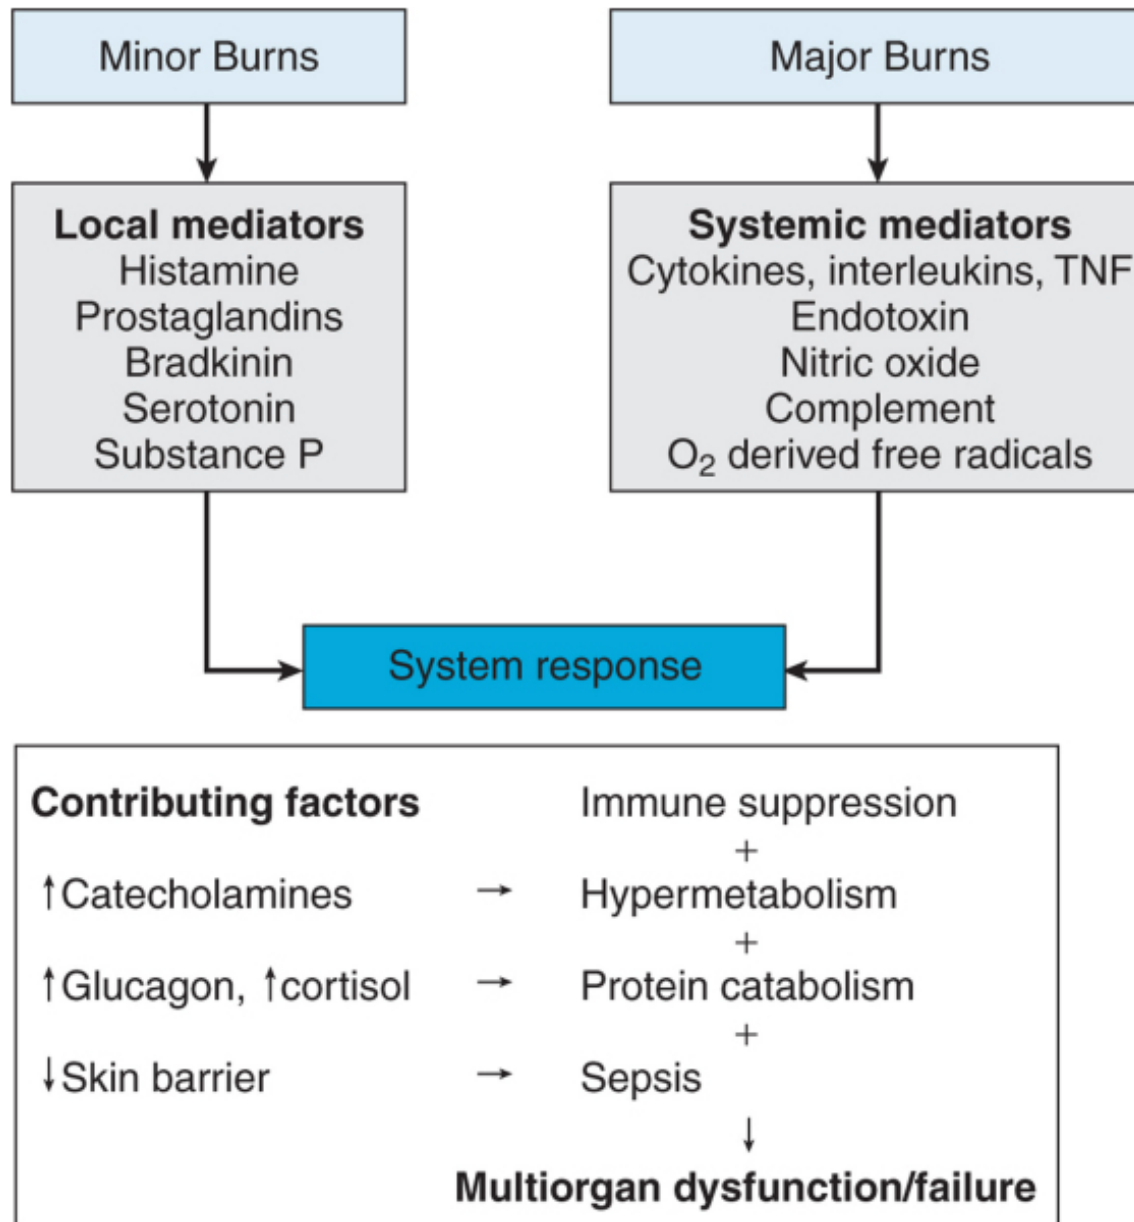 Minor Burns
Major Burns
Local mediators
Histamine
Prostaglandins
Bradkinin
Serotonin
Substance P
Systemic mediators
Cytokines, interleukins, TNF
Endotoxin
Nitric oxide
Complement
O₂ derived free radicals
System response
Contributing factors
Immune suppression
+
↑Catecholamines → Hypermetabolism
+
↑Glucagon, ↑cortisol → Protein catabolism
+
↓Skin barrier → Sepsis
↓
Multiorgan dysfunction/failure